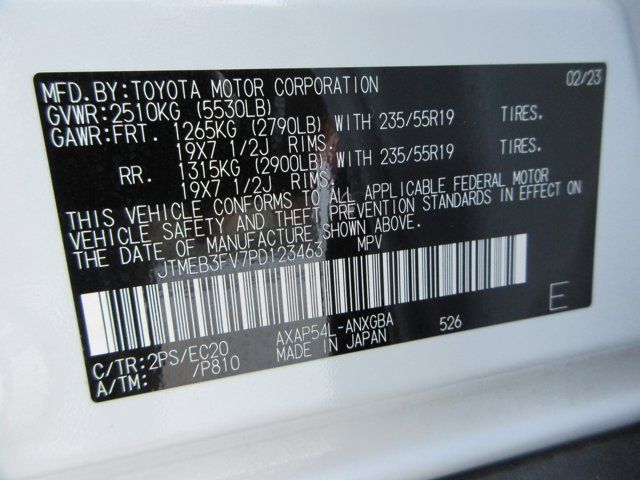 MFD.BY:TOYOTA MOTOR CORPORATION 02/23
GVWR:2510KG (5530LB)
GAWR:FRT. 1265KG (2790LB) WITH 235/55R19 TIRES.
19X7 1/2J RIMS.
RR. 1315KG (2900LB) WITH 235/55R19 TIRES.
19X7 1/2J RIMS.
THIS VEHICLE CONFORMS TO ALL APPLICABLE FEDERAL MOTOR
VEHICLE SAFETY AND THEFT PREVENTION STANDARDS IN EFFECT ON
THE DATE OF MANUFACTURE SHOWN ABOVE.
JTMEB3FV7PD123463 MPV
E
AXAP54L-ANXGBA 526
C/TR:2PS/EC20 MADE IN JAPAN
A/TM: /P810